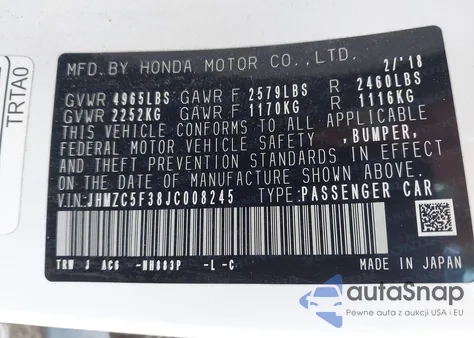 TRTA0
MFD.BY HONDA MOTOR CO.,LTD. 2/'18
GVWR 4965LBS GAWR F 2579LBS R 2460LBS
GVWR 2252KG GAWR F 1170KG R 1116KG
THIS VEHICLE CONFORMS TO ALL APPLICABLE
FEDERAL MOTOR VEHICLE SAFETY ,BUMPER,
AND THEFT PREVENTION STANDARDS IN EFFECT
ON THE DATE OF MANUFACTURE SHOWN ABOVE.
V.I.N:JHMZC5F38JC008245 TYPE:PASSENGER CAR
TRW J AC6 -NH883P -L -C MADE IN JAPAN
autoSnap
Pewne auta z aukcji USA i EU